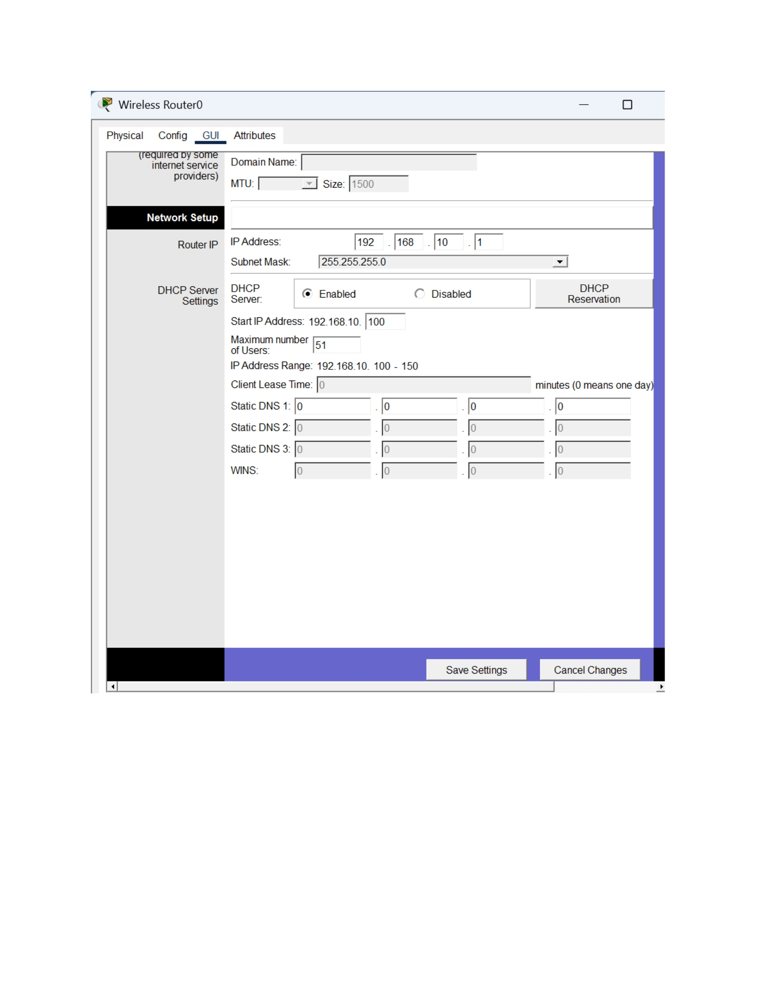 Wireless Router0
Physical Config GUI Attributes
(required by some
internet service
providers)
Domain Name:
MTU: Size: 1500
Network Setup
Router IP
IP Address: 192 . 168 . 10 . 1
Subnet Mask: 255.255.255.0
DHCP Server
Settings
DHCP
Server:
Enabled Disabled
DHCP
Reservation
Start IP Address: 192.168.10. 100
Maximum number
of Users:
51
IP Address Range: 192.168.10. 100 - 150
Client Lease Time: 0 minutes (0 means one day)
Static DNS 1: 0 . 0 . 0 . 0
Static DNS 2: 0 . 0 . 0 . 0
Static DNS 3: 0 . 0 . 0 . 0
WINS: 0 . 0 . 0 . 0
Save Settings Cancel Changes